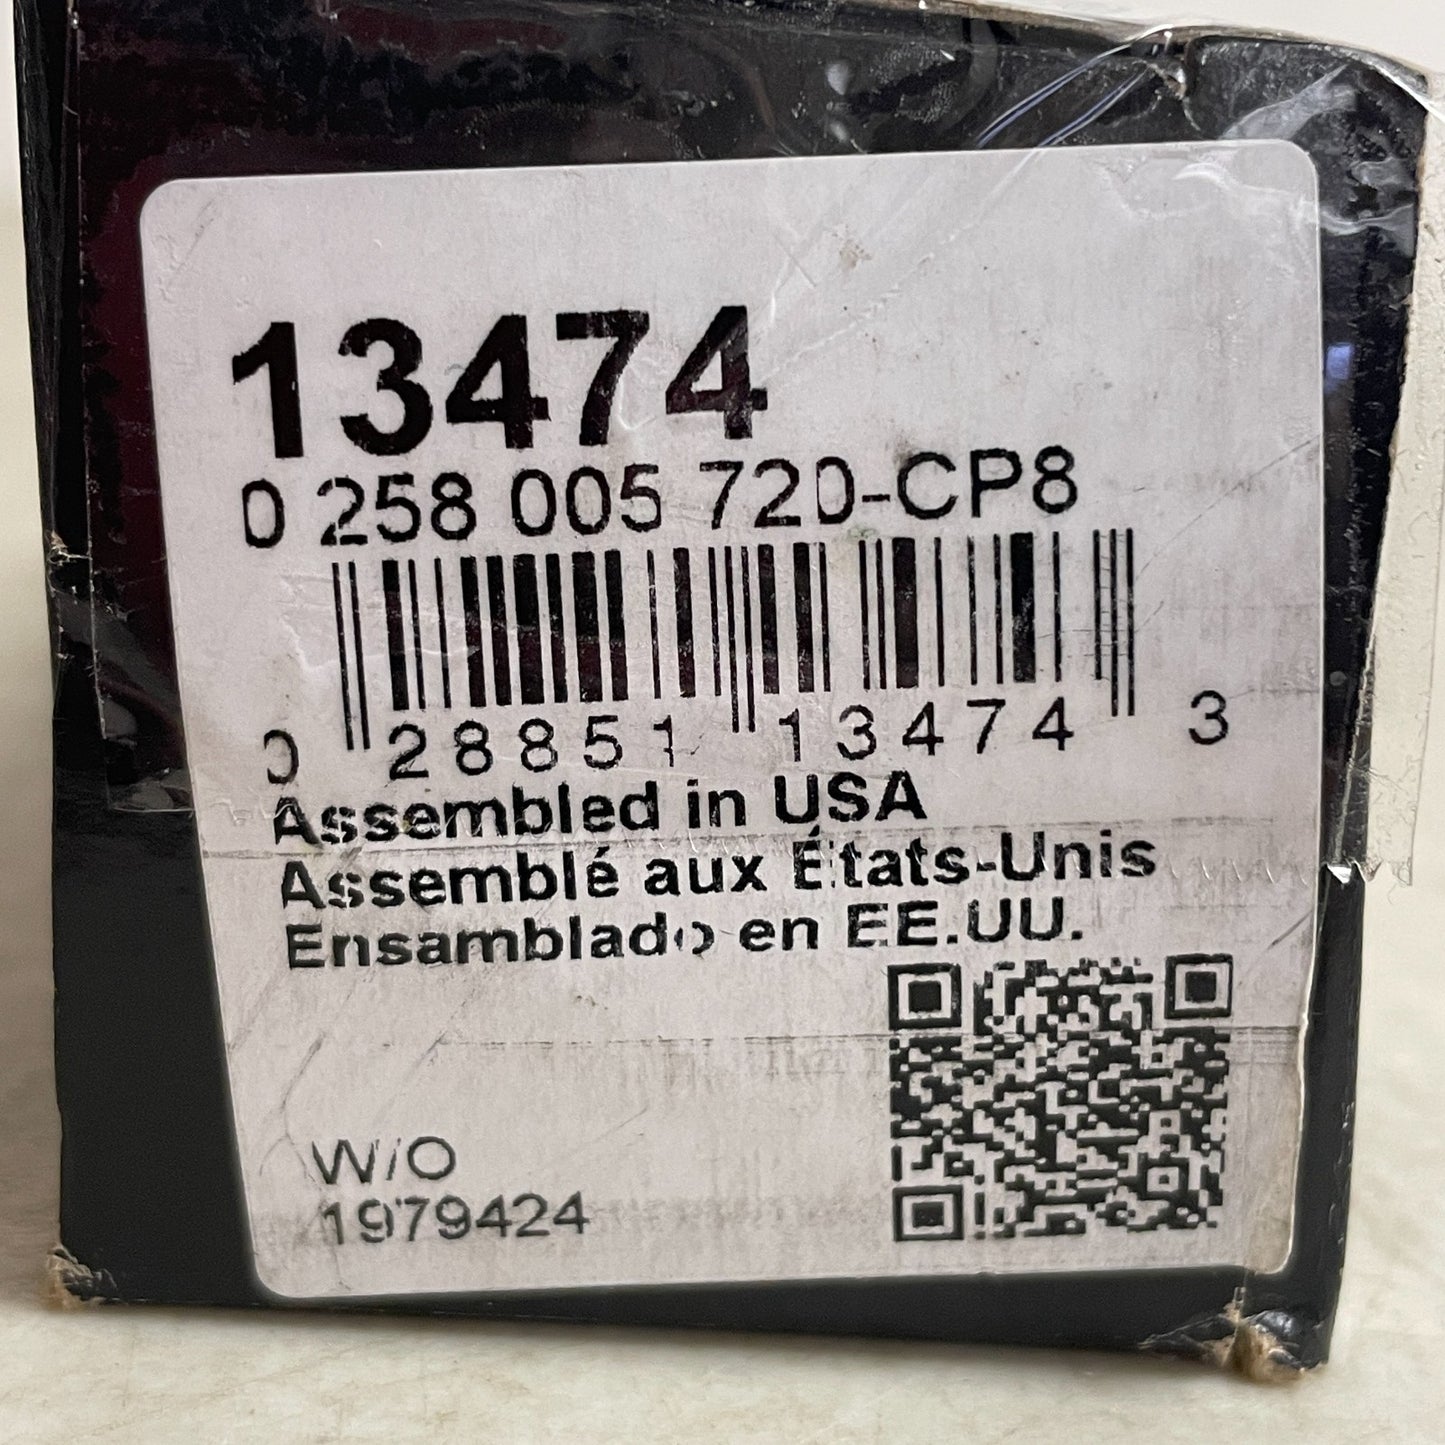 13474
0 258 005 720-CP8
0 28851 13474 3
Assembled in USA
Assemblé aux États-Unis
Ensamblado en EE.UU.
W/O
1979424